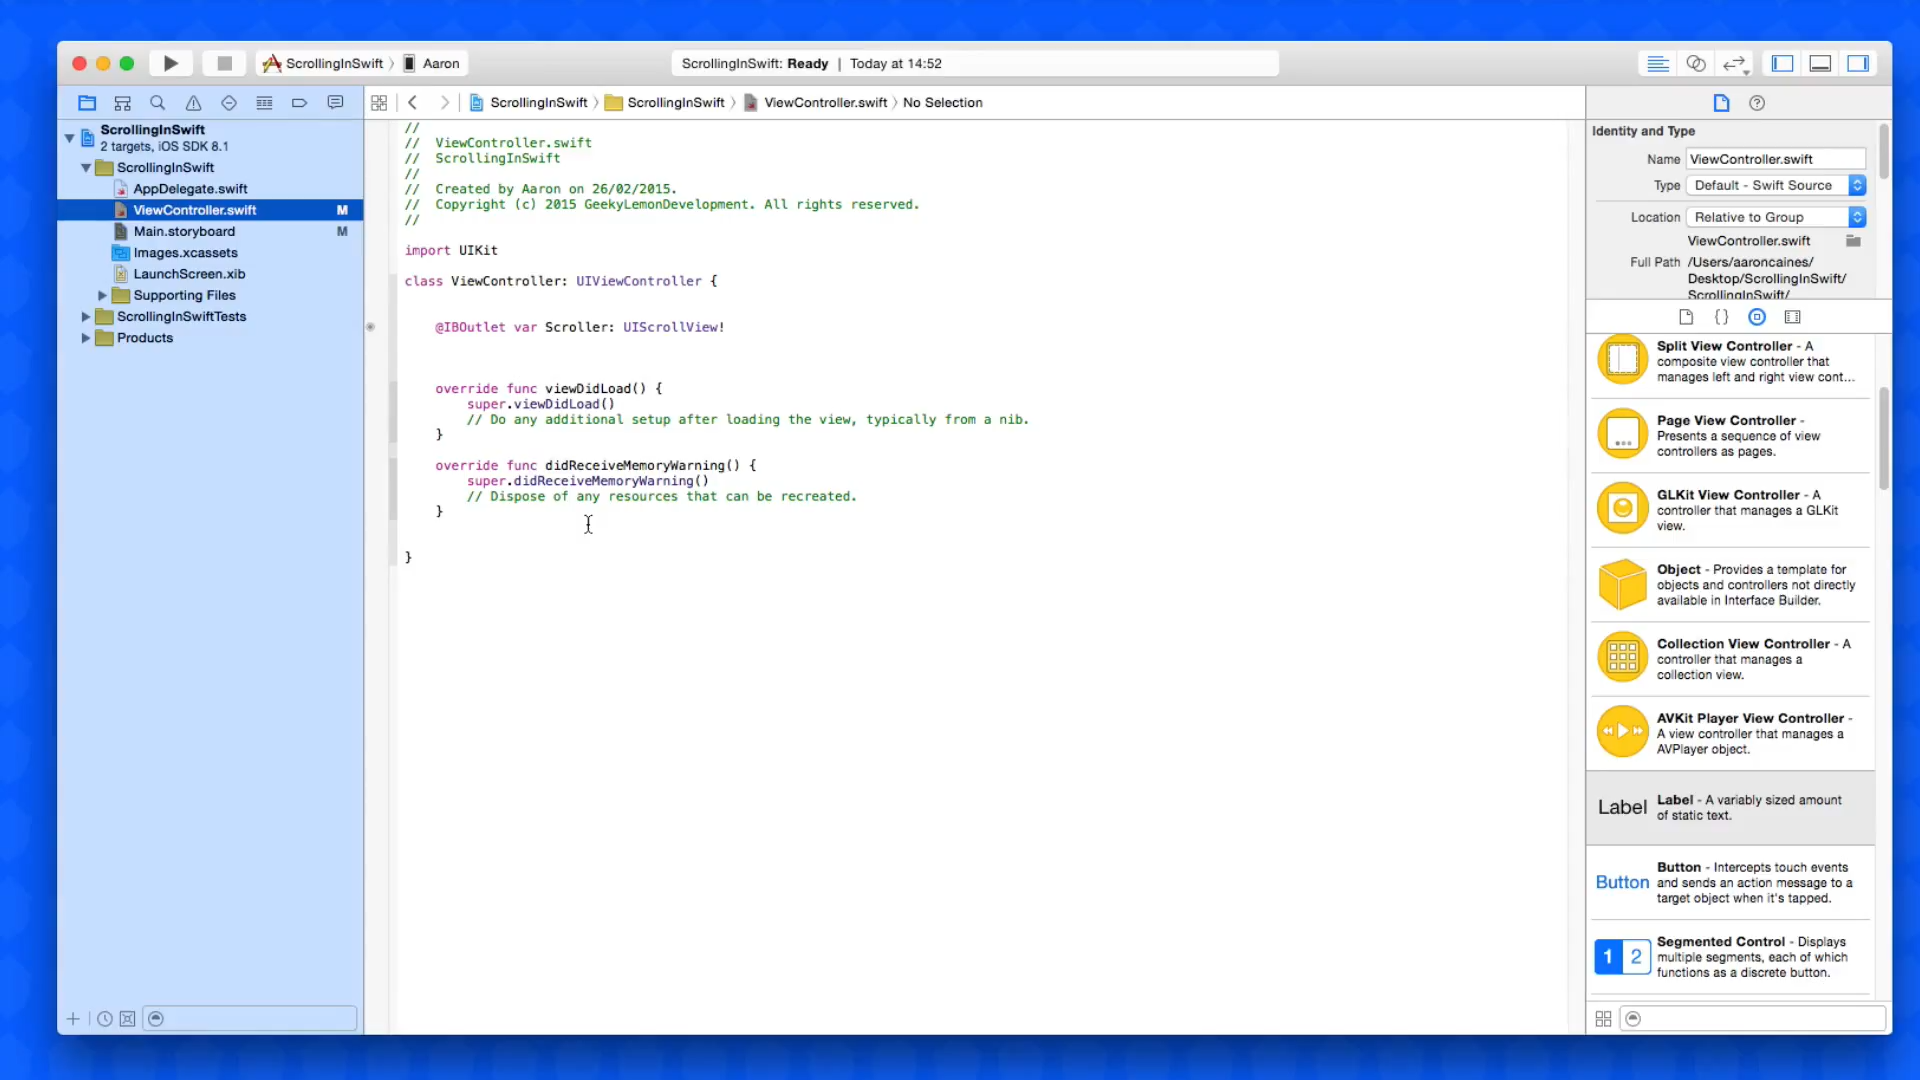 ScrollingInSwift 〉 Aaron
ScrollingInSwift: Ready | Today at 14:52
ScrollingInSwift 〉 ScrollingInSwift 〉 ViewController.swift 〉 No Selection
ScrollingInSwift
2 targets, iOS SDK 8.1
ScrollingInSwift
AppDelegate.swift
ViewController.swift M
Main.storyboard M
Images.xcassets
LaunchScreen.xib
Supporting Files
ScrollingInSwiftTests
Products
//
//  ViewController.swift
//  ScrollingInSwift
//
//  Created by Aaron on 26/02/2015.
//  Copyright (c) 2015 GeekyLemonDevelopment. All rights reserved.
//
import UIKit
class ViewController: UIViewController {
@IBOutlet var Scroller: UIScrollView!
override func viewDidLoad() {
super.viewDidLoad()
// Do any additional setup after loading the view, typically from a nib.
}
override func didReceiveMemoryWarning() {
super.didReceiveMemoryWarning()
// Dispose of any resources that can be recreated.
}
}
Identity and Type
Name ViewController.swift
Type Default - Swift Source
Location Relative to Group
ViewController.swift
Full Path /Users/aaroncaines/
Desktop/ScrollingInSwift/
ScrollingInSwift/
{}
Split View Controller - A
composite view controller that
manages left and right view cont...
Page View Controller -
Presents a sequence of view
controllers as pages.
GLKit View Controller - A
controller that manages a GLKit
view.
Object - Provides a template for
objects and controllers not directly
available in Interface Builder.
Collection View Controller - A
controller that manages a
collection view.
AVKit Player View Controller -
A view controller that manages a
AVPlayer object.
Label
Label - A variably sized amount
of static text.
Button
Button - Intercepts touch events
and sends an action message to a
target object when it's tapped.
1 2
Segmented Control - Displays
multiple segments, each of which
functions as a discrete button.